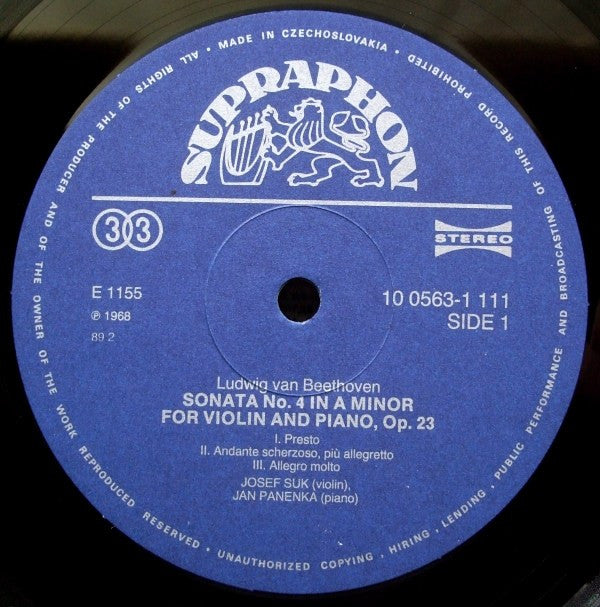 ALL RIGHTS OF THE PRODUCER AND OF THE OWNER OF THE WORK REPRODUCED RESERVED • UNAUTHORIZED COPYING, HIRING, LENDING, PUBLIC PERFORMANCE AND BROADCASTING OF THIS RECORD PROHIBITED • MADE IN CZECHOSLOVAKIA •
SUPRAPHON
33
STEREO
E 1155
10 0563-1 111
℗ 1968
SIDE 1
89 2
Ludwig van Beethoven
SONATA No. 4 IN A MINOR
FOR VIOLIN AND PIANO, Op. 23
I. Presto
II. Andante scherzoso, più allegretto
III. Allegro molto
JOSEF SUK (violin),
JAN PANENKA (piano)